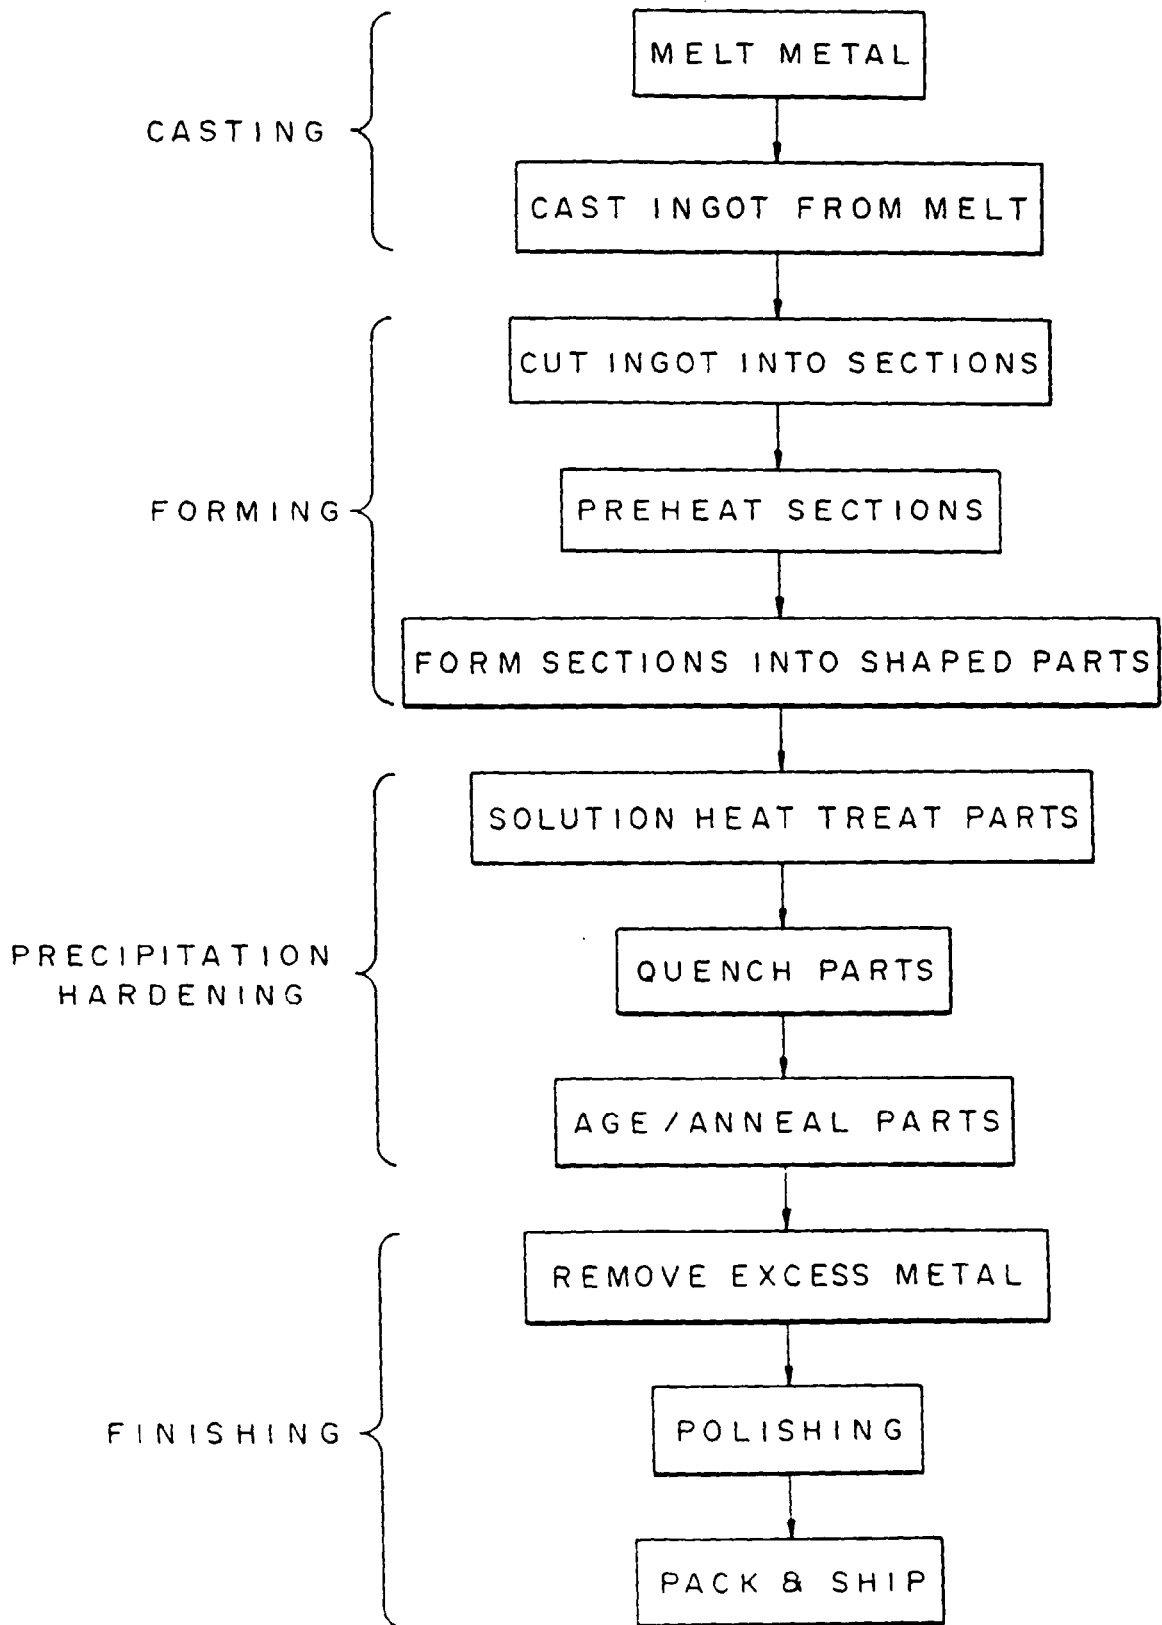 MELT METAL
CASTING
CAST INGOT FROM MELT
CUT INGOT INTO SECTIONS
FORMING
PREHEAT SECTIONS
FORM SECTIONS INTO SHAPED PARTS
SOLUTION HEAT TREAT PARTS
PRECIPITATION
HARDENING
QUENCH PARTS
AGE/ANNEAL PARTS
REMOVE EXCESS METAL
FINISHING
POLISHING
PACK & SHIP